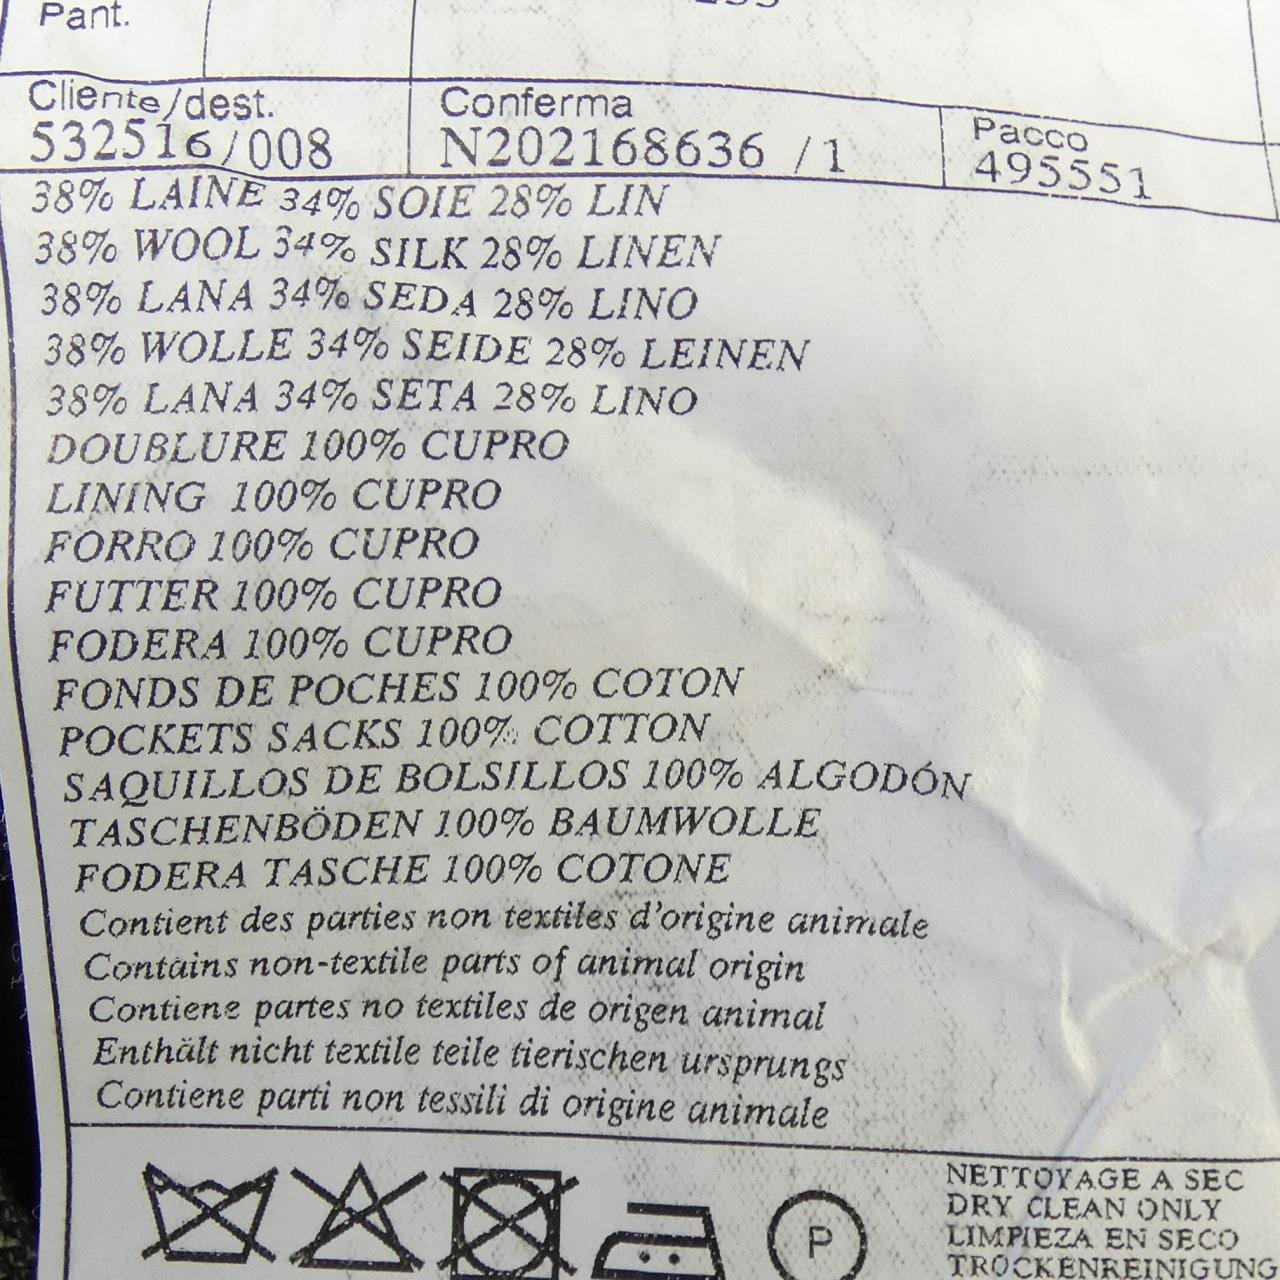 Pant.
Cliente/dest. Conferma Pacco
532516/008 N202168636 /1 495551
38% LAINE 34% SOIE 28% LIN
38% WOOL 34% SILK 28% LINEN
38% LANA 34% SEDA 28% LINO
38% WOLLE 34% SEIDE 28% LEINEN
38% LANA 34% SETA 28% LINO
DOUBLURE 100% CUPRO
LINING 100% CUPRO
FORRO 100% CUPRO
FUTTER 100% CUPRO
FODERA 100% CUPRO
FONDS DE POCHES 100% COTON
POCKETS SACKS 100% COTTON
SAQUILLOS DE BOLSILLOS 100% ALGODÓN
TASCHENBÖDEN 100% BAUMWOLLE
FODERA TASCHE 100% COTONE
Contient des parties non textiles d'origine animale
Contains non-textile parts of animal origin
Contiene partes no textiles de origen animal
Enthält nicht textile teile tierischen ursprungs
Contiene parti non tessili di origine animale
P
NETTOYAGE A SEC
DRY CLEAN ONLY
LIMPIEZA EN SECO
TROCKENREINIGUNG